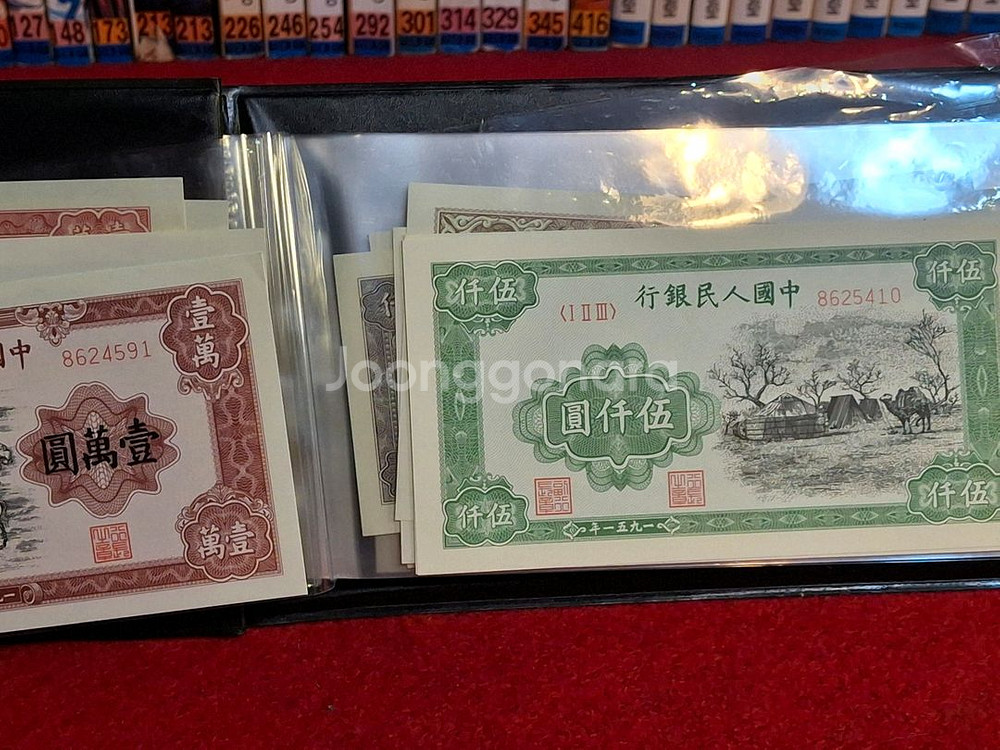 127 48 173 213 213 226 246 254 292 301 314 329 345 416
中 8624591
壹萬
壹萬圓
壹萬
伍仟
伍仟
中國人民銀行
〈I II III〉 8625410
伍仟圓
伍仟
伍仟
一九五一年
Joonggonara